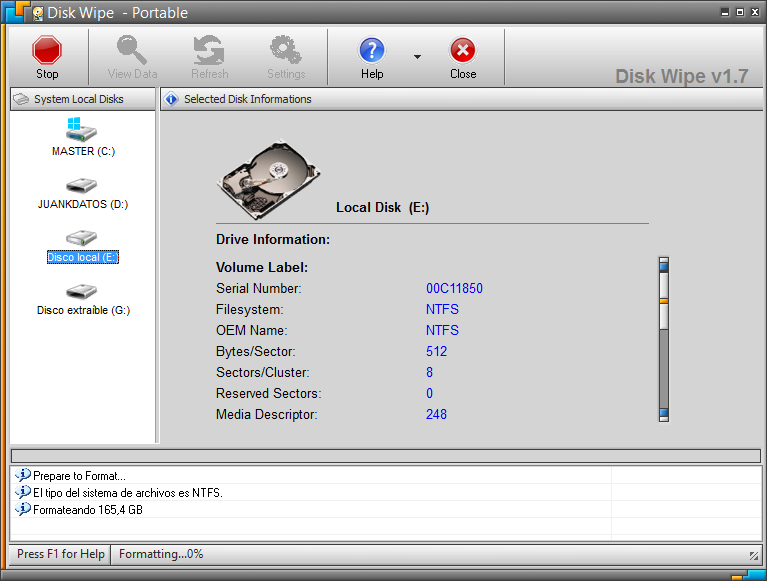 Disk Wipe - Portable
Stop
View Data
Refresh
Settings
Help
Close
Disk Wipe v1.7
System Local Disks
Selected Disk Informations
MASTER (C:)
JUANKDATOS (D:)
Disco local (E:)
Disco extraíble (G:)
Local Disk (E:)
Drive Information:
Volume Label:
Serial Number: 00C11850
Filesystem: NTFS
OEM Name: NTFS
Bytes/Sector: 512
Sectors/Cluster: 8
Reserved Sectors: 0
Media Descriptor: 248
Prepare to Format...
El tipo del sistema de archivos es NTFS.
Formateando 165,4 GB
Press F1 for Help Formatting...0%